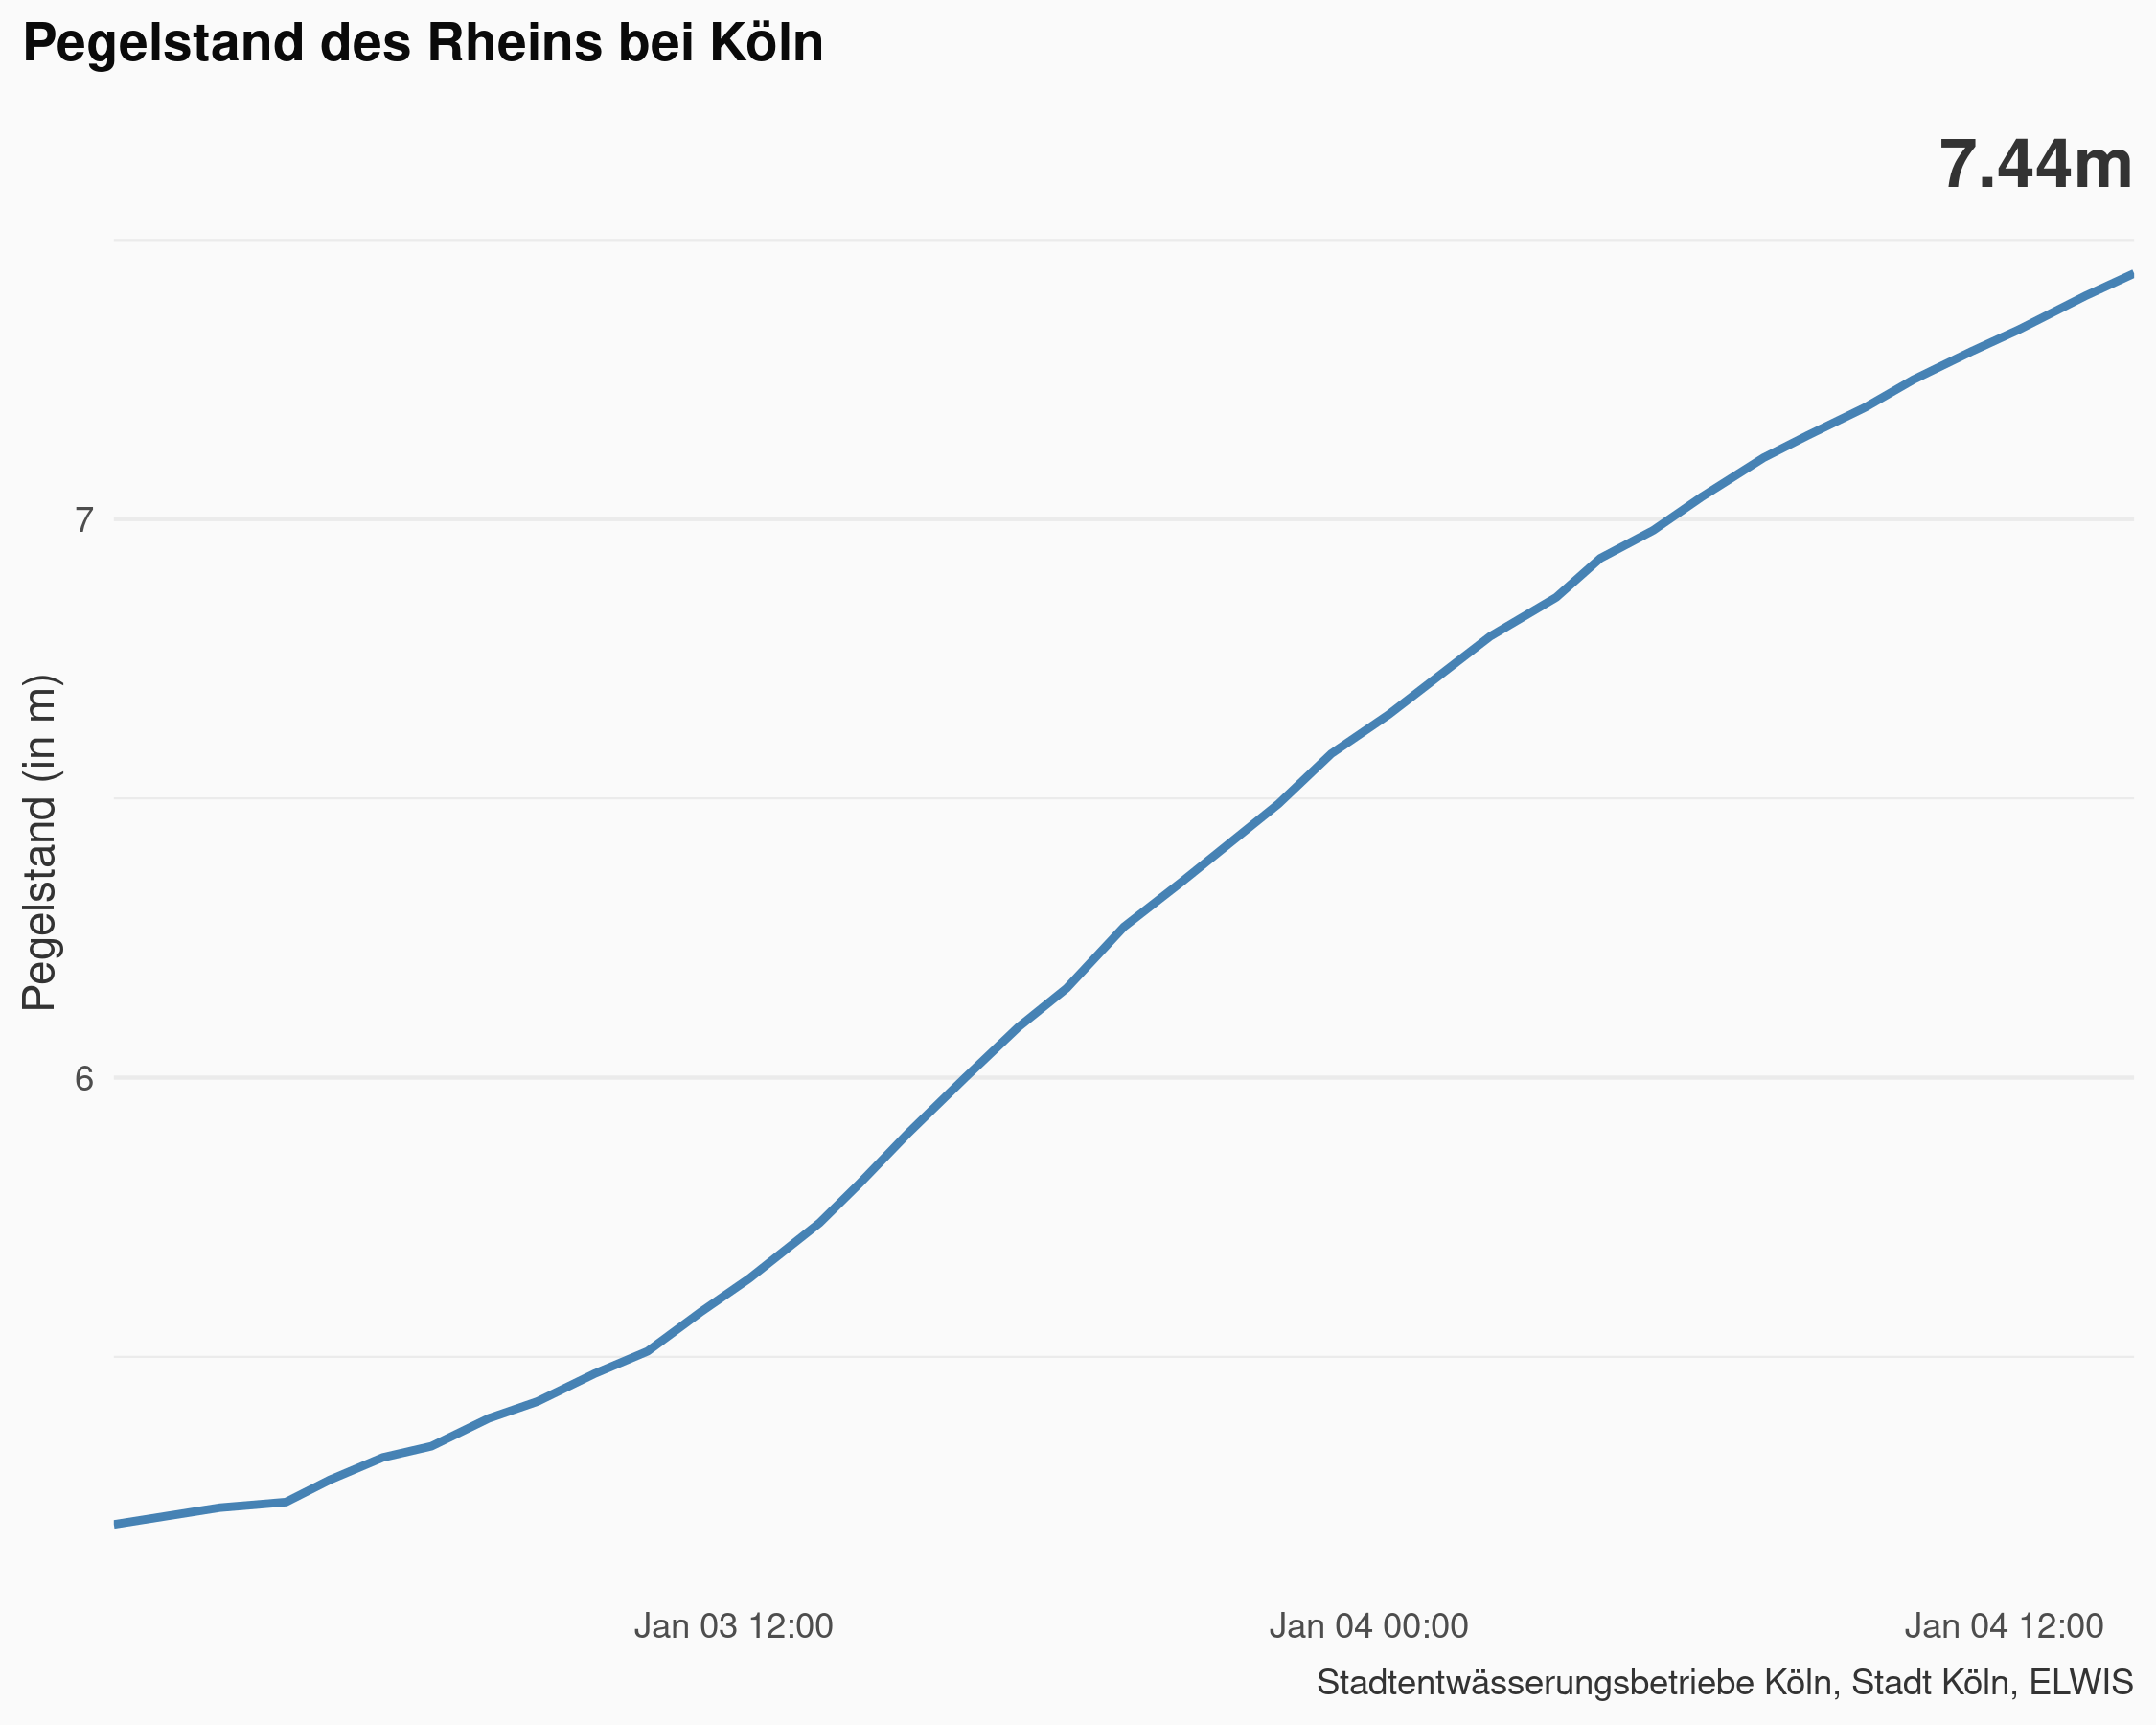 Pegelstand des Rheins bei Köln
7.44m
Pegelstand (in m)
7
6
Jan 03 12:00
Jan 04 00:00
Jan 04 12:00
Stadtentwässerungsbetriebe Köln, Stadt Köln, ELWIS